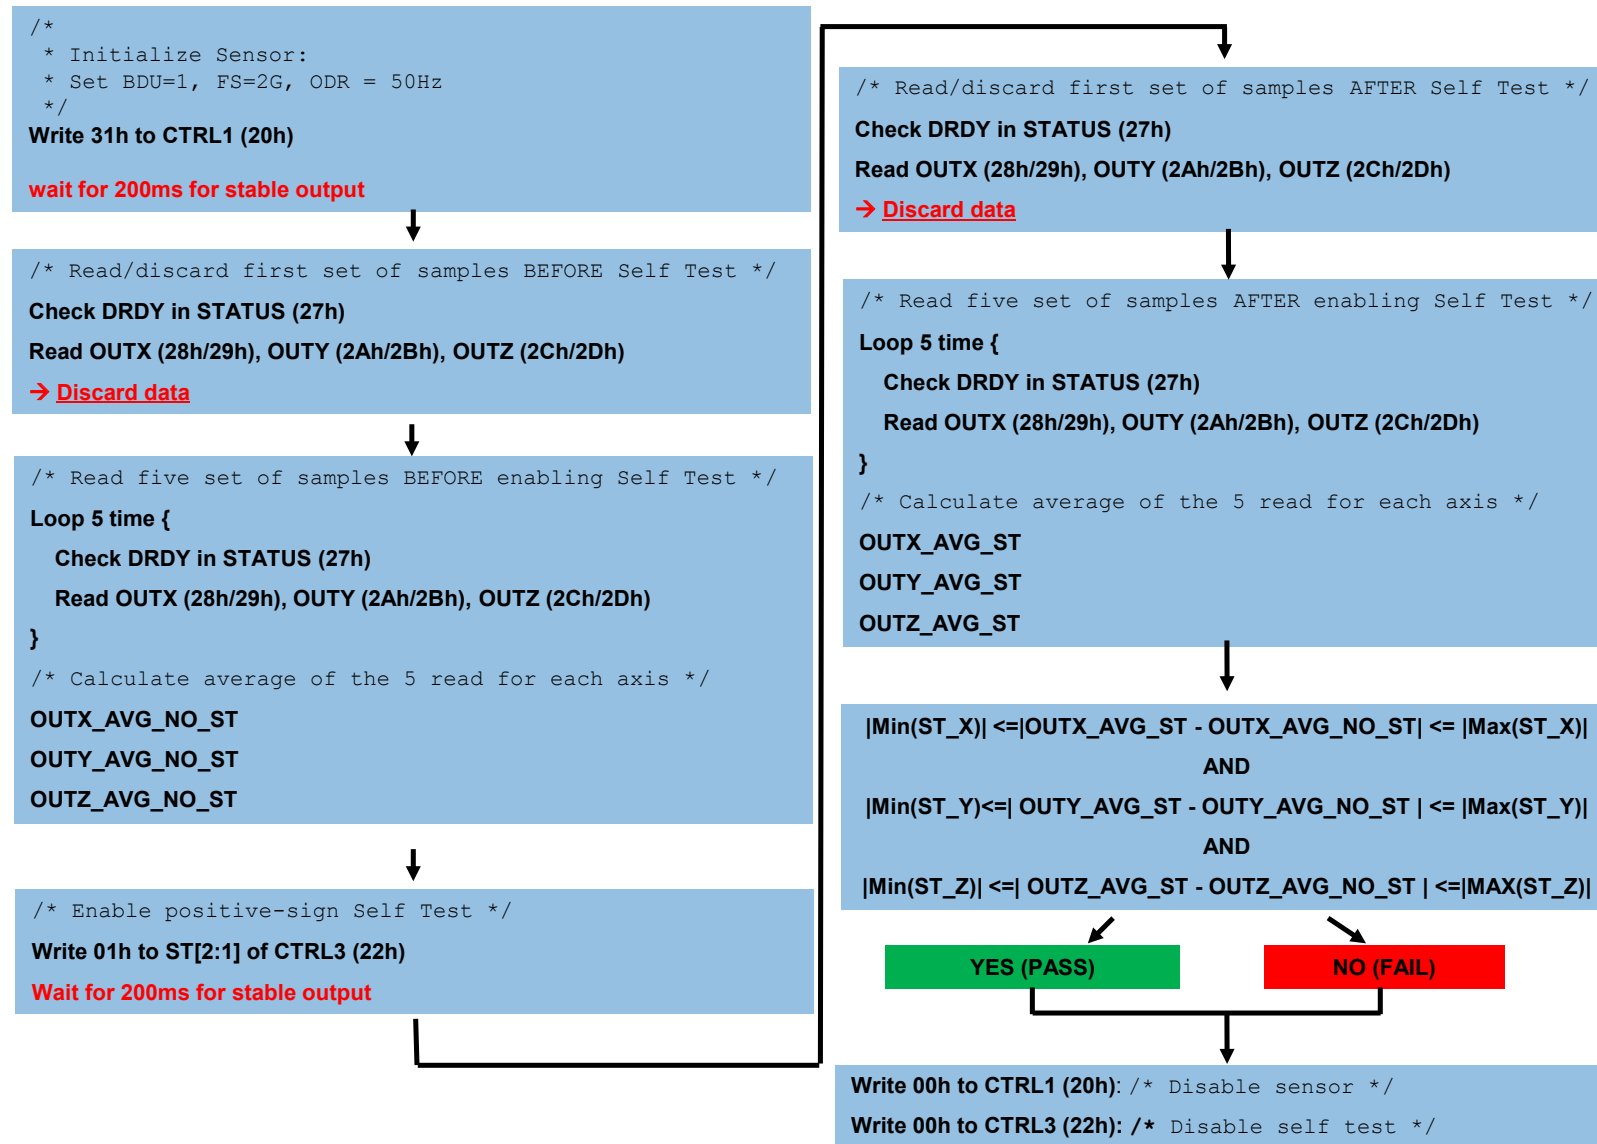 /*
 * Initialize Sensor:
 * Set BDU=1, FS=2G, ODR = 50Hz
 */
Write 31h to CTRL1 (20h)
wait for 200ms for stable output
/* Read/discard first set of samples BEFORE Self Test */
Check DRDY in STATUS (27h)
Read OUTX (28h/29h), OUTY (2Ah/2Bh), OUTZ (2Ch/2Dh)
→ Discard data
/* Read five set of samples BEFORE enabling Self Test */
Loop 5 time {
Check DRDY in STATUS (27h)
Read OUTX (28h/29h), OUTY (2Ah/2Bh), OUTZ (2Ch/2Dh)
}
/* Calculate average of the 5 read for each axis */
OUTX_AVG_NO_ST
OUTY_AVG_NO_ST
OUTZ_AVG_NO_ST
/* Enable positive-sign Self Test */
Write 01h to ST[2:1] of CTRL3 (22h)
Wait for 200ms for stable output
/* Read/discard first set of samples AFTER Self Test */
Check DRDY in STATUS (27h)
Read OUTX (28h/29h), OUTY (2Ah/2Bh), OUTZ (2Ch/2Dh)
→ Discard data
/* Read five set of samples AFTER enabling Self Test */
Loop 5 time {
Check DRDY in STATUS (27h)
Read OUTX (28h/29h), OUTY (2Ah/2Bh), OUTZ (2Ch/2Dh)
}
/* Calculate average of the 5 read for each axis */
OUTX_AVG_ST
OUTY_AVG_ST
OUTZ_AVG_ST
|Min(ST_X)| <=|OUTX_AVG_ST - OUTX_AVG_NO_ST| <= |Max(ST_X)|
AND
|Min(ST_Y)<=| OUTY_AVG_ST - OUTY_AVG_NO_ST | <= |Max(ST_Y)|
AND
|Min(ST_Z)| <=| OUTZ_AVG_ST - OUTZ_AVG_NO_ST | <=|MAX(ST_Z)|
YES (PASS)
NO (FAIL)
Write 00h to CTRL1 (20h): /* Disable sensor */
Write 00h to CTRL3 (22h): /* Disable self test */